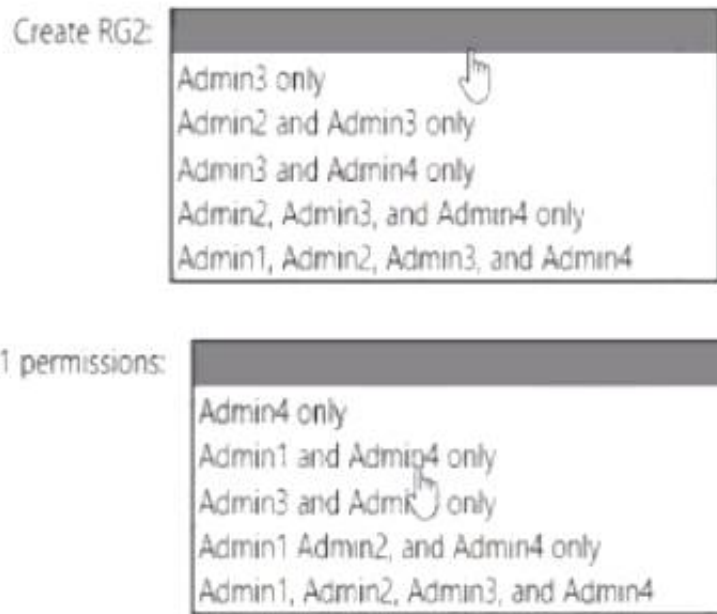 Create RG2:
Admin3 only
Admin2 and Admin3 only
Admin3 and Admin4 only
Admin2, Admin3, and Admin4 only
Admin1, Admin2, Admin3, and Admin4
1 permissions:
Admin4 only
Admin1 and Admin4 only
Admin3 and only
Admin1 Admin2, and Admin4 only
Admin1, Admin2, Admin3, and Admin4